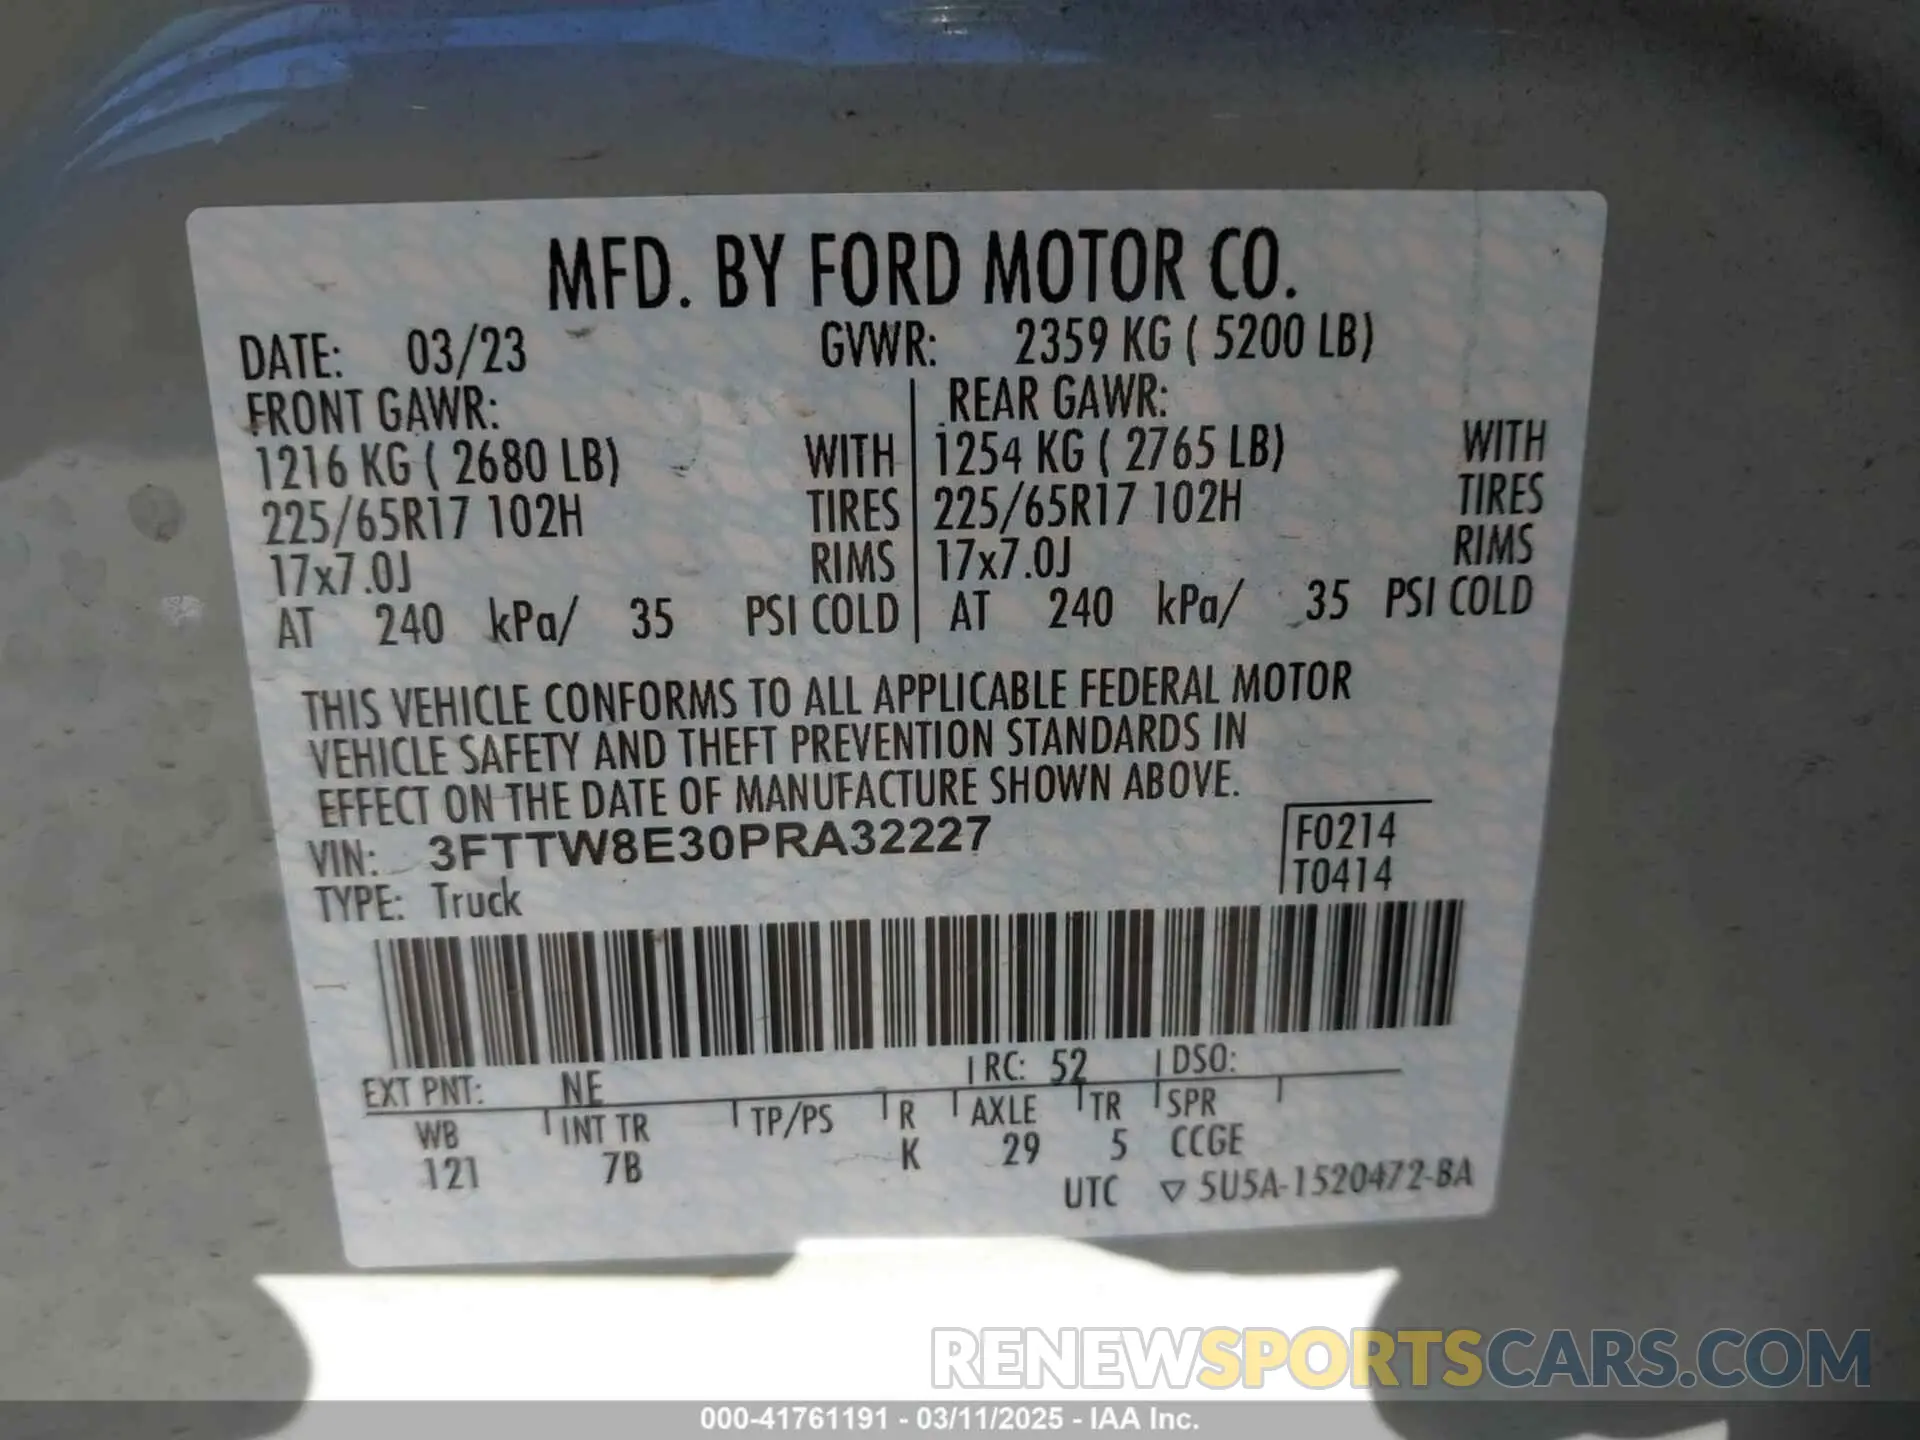 MFD. BY FORD MOTOR CO.
DATE: 03/23 GVWR: 2359 KG ( 5200 LB)
FRONT GAWR: REAR GAWR:
1216 KG ( 2680 LB) WITH 1254 KG ( 2765 LB) WITH
225/65R17 102H TIRES 225/65R17 102H TIRES
17x7.0J RIMS 17x7.0J RIMS
AT 240 kPa/ 35 PSI COLD AT 240 kPa/ 35 PSI COLD
THIS VEHICLE CONFORMS TO ALL APPLICABLE FEDERAL MOTOR
VEHICLE SAFETY AND THEFT PREVENTION STANDARDS IN
EFFECT ON THE DATE OF MANUFACTURE SHOWN ABOVE.
VIN: 3FTTW8E30PRA32227 F0214
TYPE: Truck T0414
EXT PNT: NE RC: 52 DSO:
WB INT TR TP/PS R AXLE TR SPR
121 7B K 29 5 CCGE
UTC ▽ 5U5A-1520472-BA
RENEWSPORTSCARS.COM
000-41761191 - 03/11/2025 - IAA Inc.